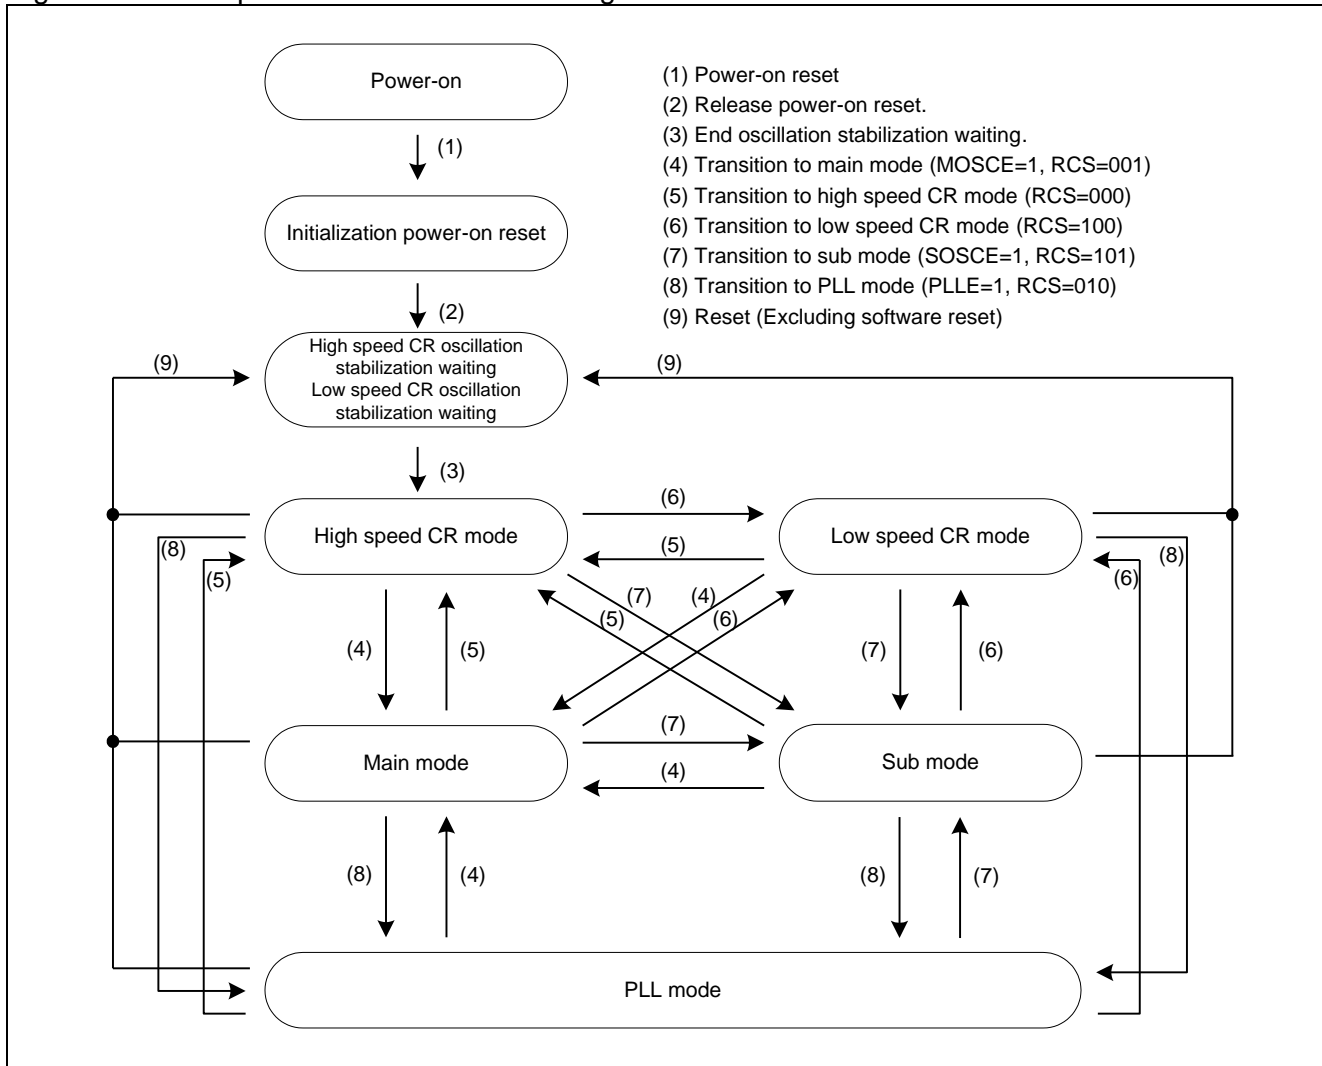 Power-on
(1) Power-on reset
(2) Release power-on reset.
(3) End oscillation stabilization waiting.
(4) Transition to main mode (MOSCE=1, RCS=001)
(5) Transition to high speed CR mode (RCS=000)
(6) Transition to low speed CR mode (RCS=100)
(7) Transition to sub mode (SOSCE=1, RCS=101)
(8) Transition to PLL mode (PLLE=1, RCS=010)
(9) Reset (Excluding software reset)
(1)
Initialization power-on reset
(2)
High speed CR oscillation
stabilization waiting
Low speed CR oscillation
stabilization waiting
(9)
(9)
(3)
High speed CR mode
(6)
(5)
Low speed CR mode
(8)
(5)
(8)
(6)
(7)
(4)
(5)
(6)
(4)
(5)
(7)
(6)
Main mode
(7)
(4)
Sub mode
(8)
(4)
(8)
(7)
PLL mode